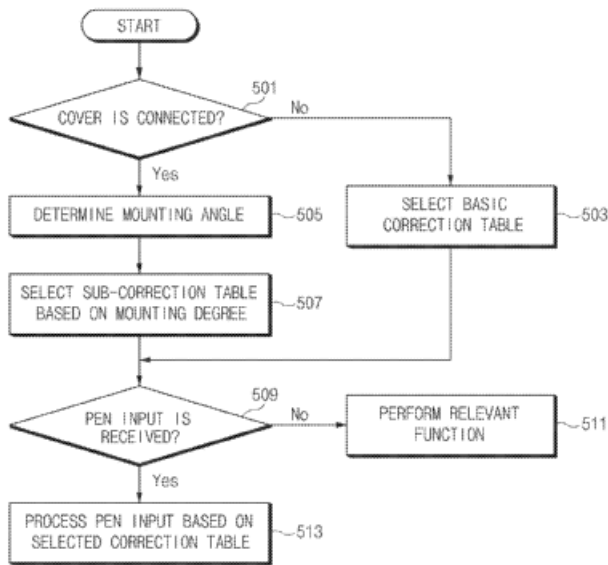 START
501
COVER IS CONNECTED?
No
Yes
DETERMINE MOUNTING ANGLE
505
SELECT BASIC
CORRECTION TABLE
503
SELECT SUB-CORRECTION TABLE
BASED ON MOUNTING DEGREE
507
509
PEN INPUT IS
RECEIVED?
No
PERFORM RELEVANT
FUNCTION
511
Yes
PROCESS PEN INPUT BASED ON
SELECTED CORRECTION TABLE
513